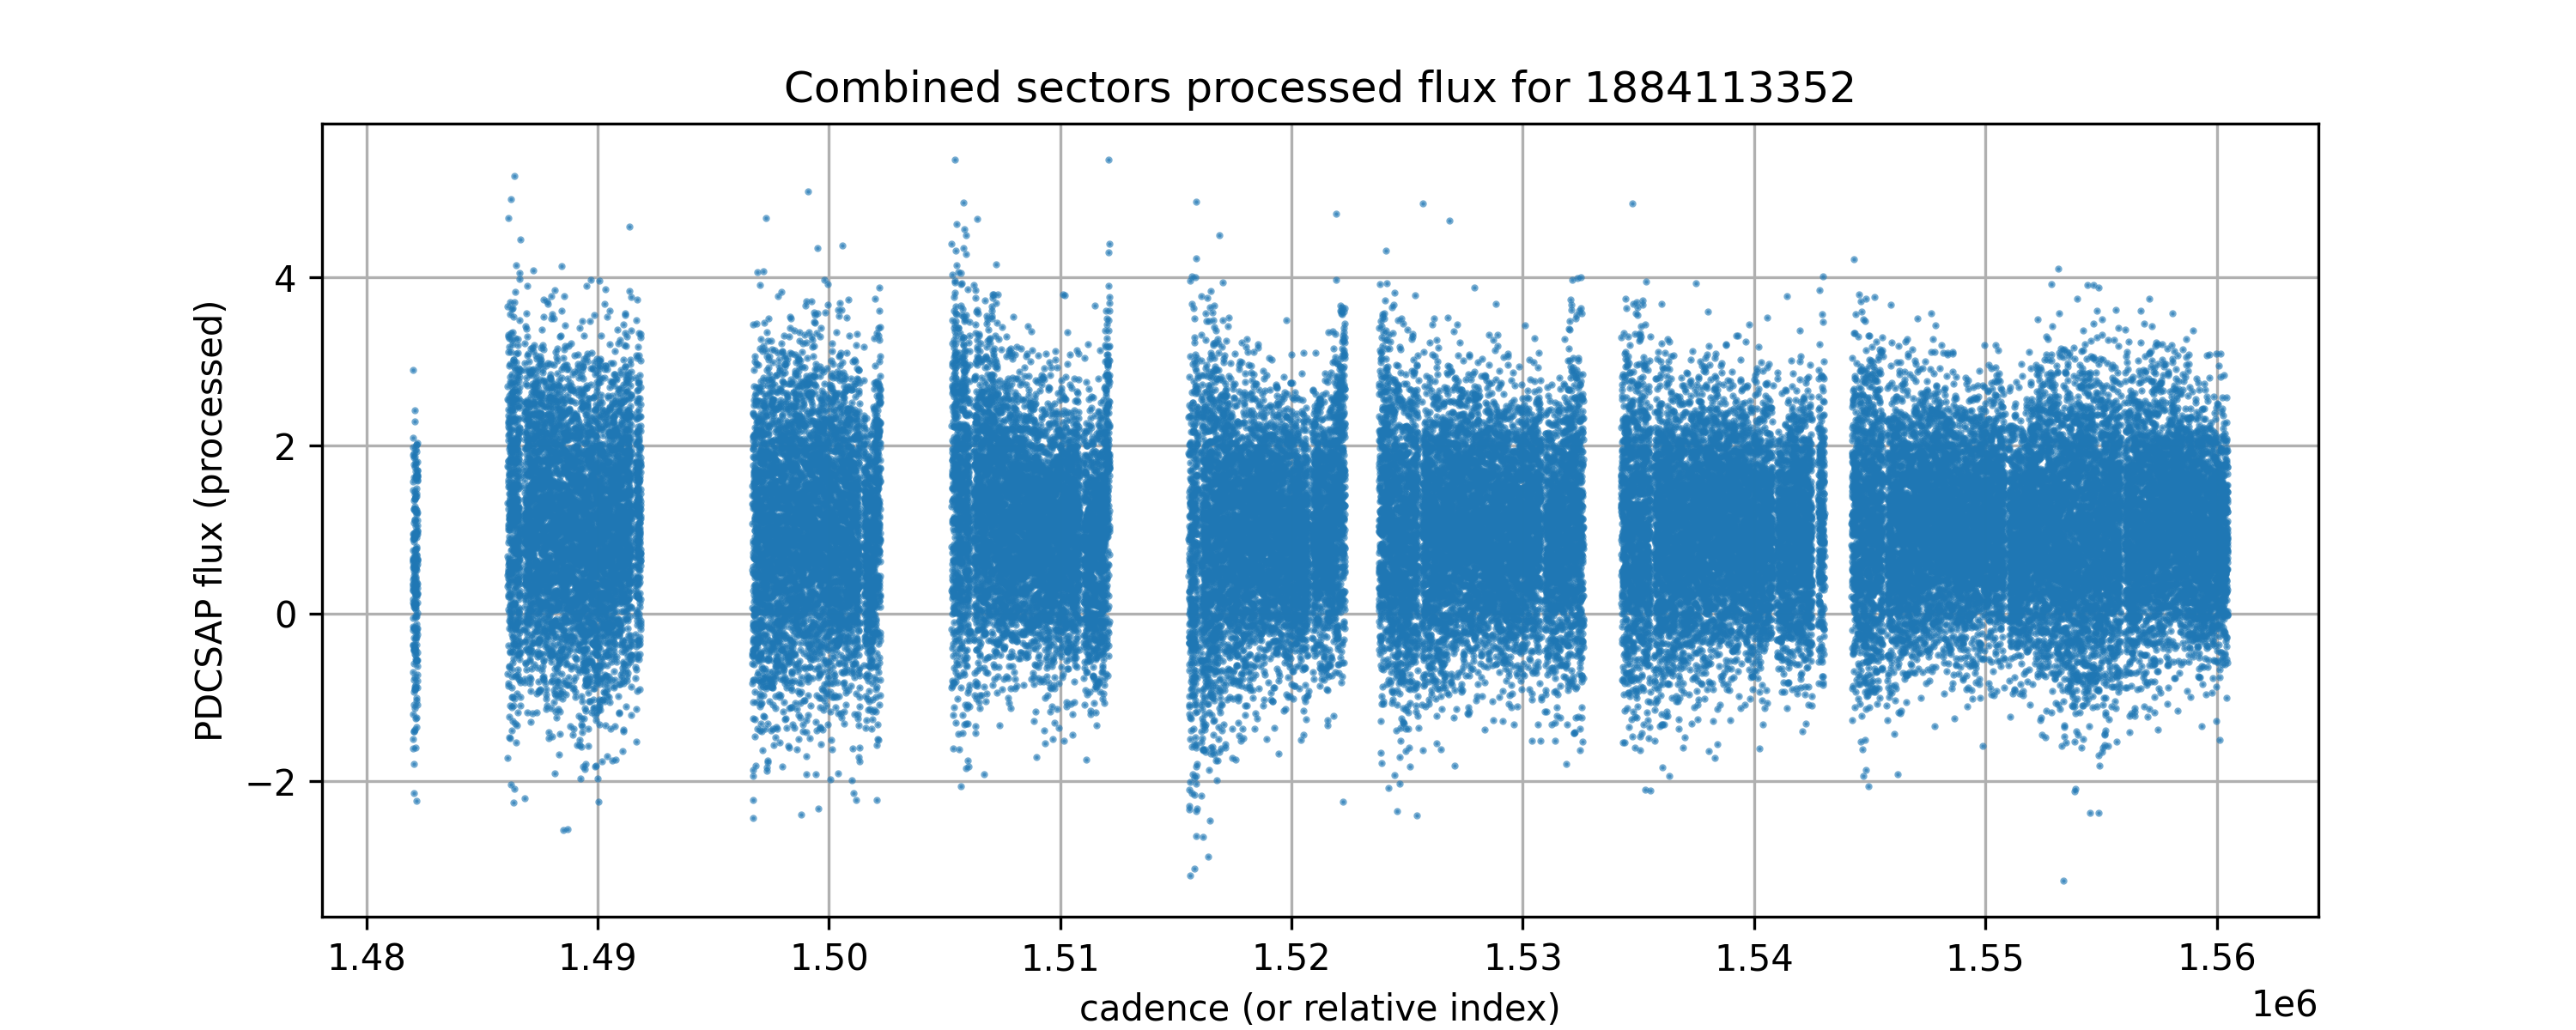 Combined sectors processed flux for 1884113352
PDCSAP flux (processed)
4
2
0
−2
1.48 1.49 1.50 1.51 1.52 1.53 1.54 1.55 1.56
1e6
cadence (or relative index)